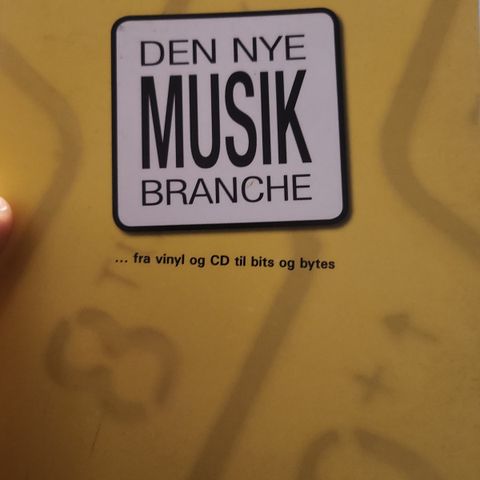 DEN NYE
MUSIK
BRANCHE
... fra vinyl og CD til bits og bytes